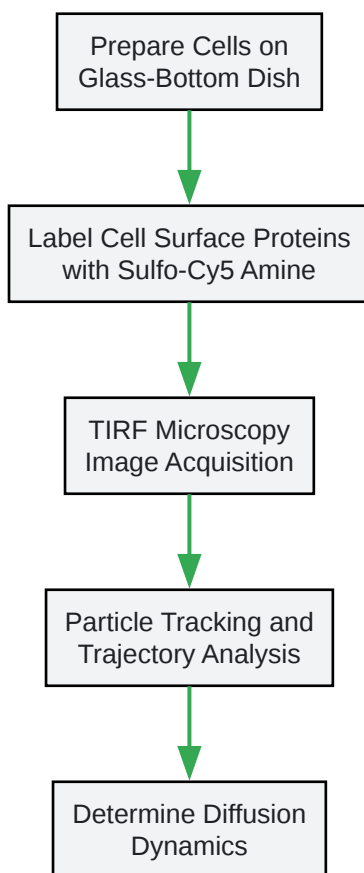 Prepare Cells on
Glass-Bottom Dish
Label Cell Surface Proteins
with Sulfo-Cy5 Amine
TIRF Microscopy
Image Acquisition
Particle Tracking and
Trajectory Analysis
Determine Diffusion
Dynamics